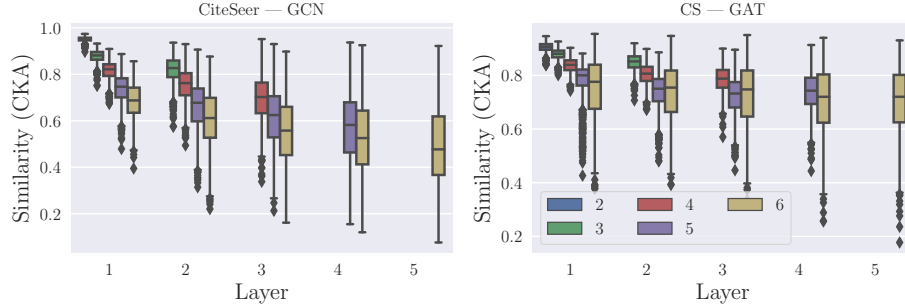 CiteSeer — GCN
1.0
0.8
0.6
0.4
0.2
Similarity (CKA)
1 2 3 4 5
Layer
CS — GAT
0.8
0.6
0.4
0.2
Similarity (CKA)
2 4 6
3 5
1 2 3 4 5
Layer